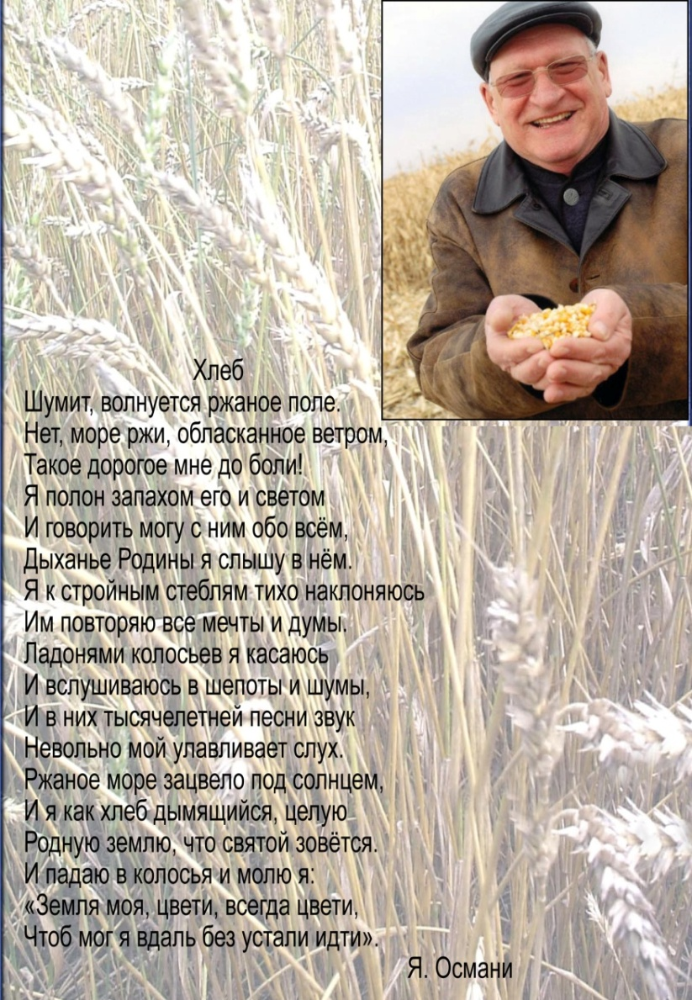 Хлеб
Шумит, волнуется ржаное поле.
Нет, море ржи, обласканное ветром,
Такое дорогое мне до боли!
Я полон запахом его и светом
И говорить могу с ним обо всём,
Дыханье Родины я слышу в нём.
Я к стройным стеблям тихо наклоняюсь
Им повторяю все мечты и думы.
Ладонями колосьев я касаюсь
И вслушиваюсь в шепоты и шумы,
И в них тысячелетней песни звук
Невольно мой улавливает слух.
Ржаное море зацвело под солнцем,
И я как хлеб дымящийся, целую
Родную землю, что святой зовётся.
И падаю в колосья и молю я:
«Земля моя, цвети, всегда цвети,
Чтоб мог я вдаль без устали идти».
Я. Османи